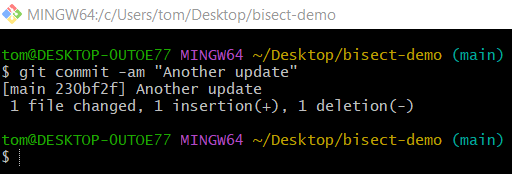 MINGW64:/c/Users/tom/Desktop/bisect-demo
tom@DESKTOP-OUTOE77 MINGW64 ~/Desktop/bisect-demo (main)
$ git commit -am "Another update"
[main 230bf2f] Another update
 1 file changed, 1 insertion(+), 1 deletion(-)
tom@DESKTOP-OUTOE77 MINGW64 ~/Desktop/bisect-demo (main)
$